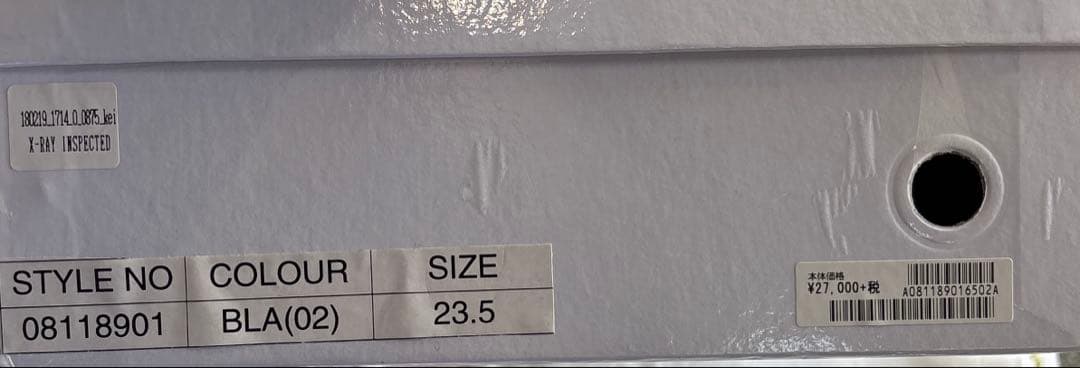 180219_1714_0_0875_kei
X-RAY INSPECTED
STYLE NO COLOUR SIZE
08118901 BLA(02) 23.5
本体価格
¥27,000+税
A081189016502A